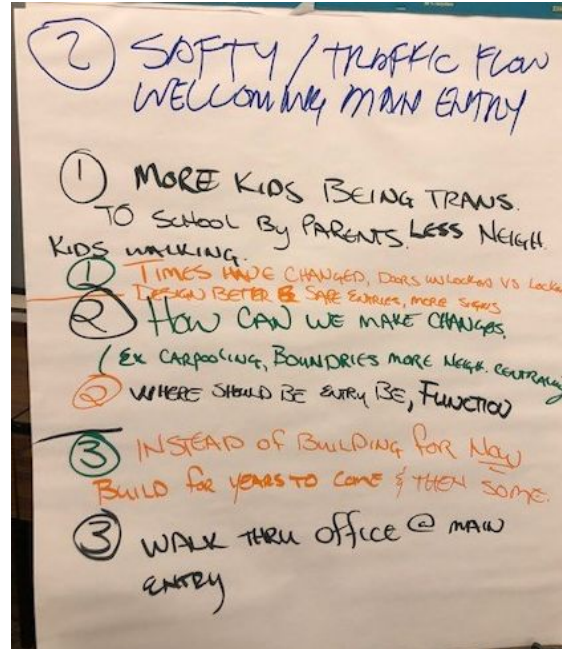 2 SAFTY / TRAFFIC FLOW
WELCOMING MAIN ENTRY
1 MORE KIDS BEING TRANS.
TO SCHOOL BY PARENTS. LESS NEIGH.
KIDS WALKING.
1 TIMES HAVE CHANGED, DOORS UNLOCKED VS LOCKED
DESIGN BETER & SAFE ENTRIES, MORE SIGNS
2 HOW CAN WE MAKE CHANGES.
(EX CARPOOLING, BOUNDRIES MORE NEIGH. CENTRALIZED
2 WHERE SHOULD BE ENTRY BE, FUNCTION
3 INSTEAD OF BUILDING FOR NOW
BUILD FOR YEARS TO COME & THEN SOME.
3 WALK THRU OFFICE @ MAIN
ENTRY